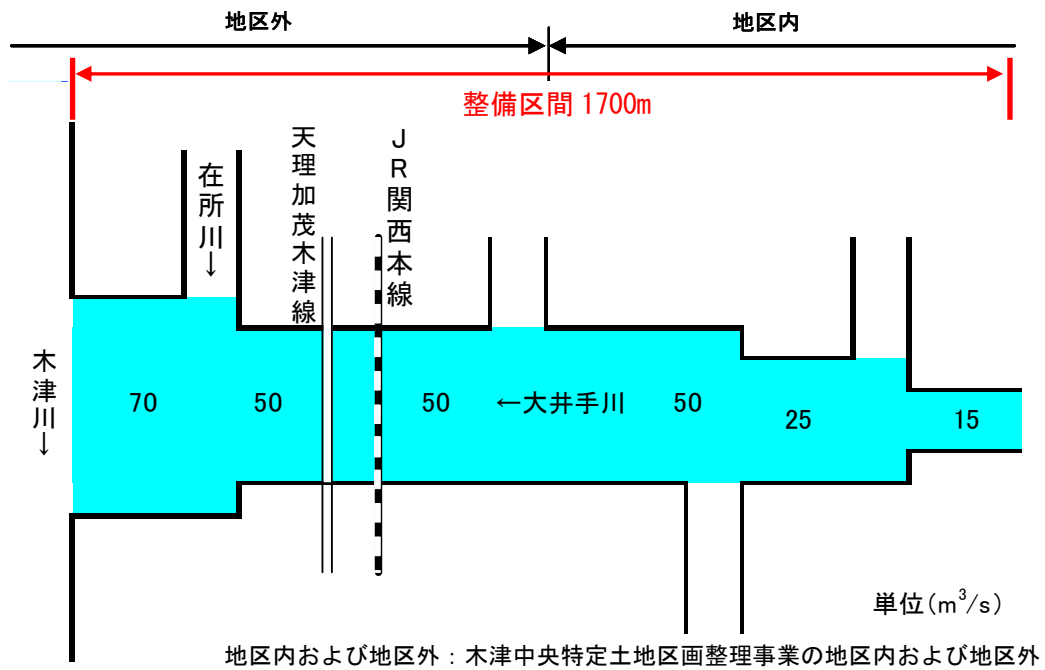 地区外
地区内
整備区間 1700m
在所川↓
天理加茂木津線
JR関西本線
木津川↓
70
50
50
←大井手川
50
25
15
単位(m³/s)
地区内および地区外：木津中央特定土地区画整理事業の地区内および地区外